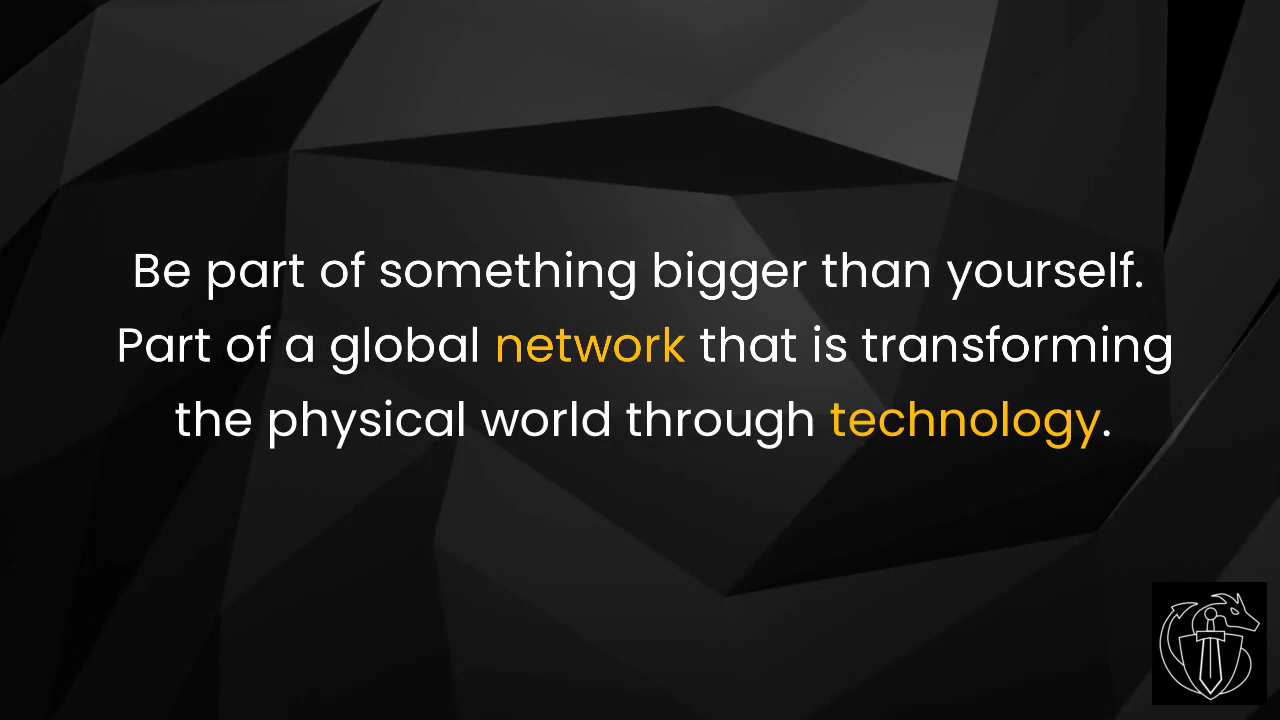 Be part of something bigger than yourself.
Part of a global network that is transforming
the physical world through technology.